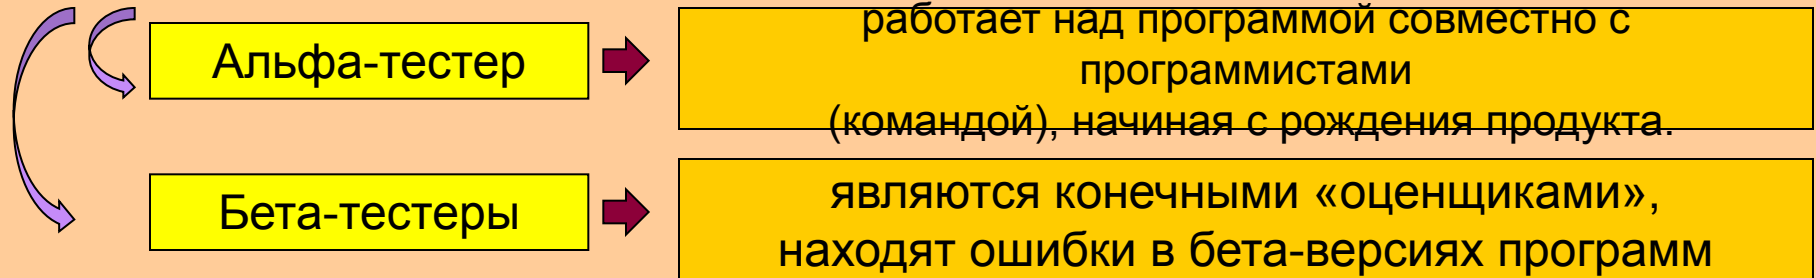 Альфа-тестер
работает над программой совместно с
программистами
(командой), начиная с рождения продукта.
Бета-тестеры
являются конечными «оценщиками»,
находят ошибки в бета-версиях программ